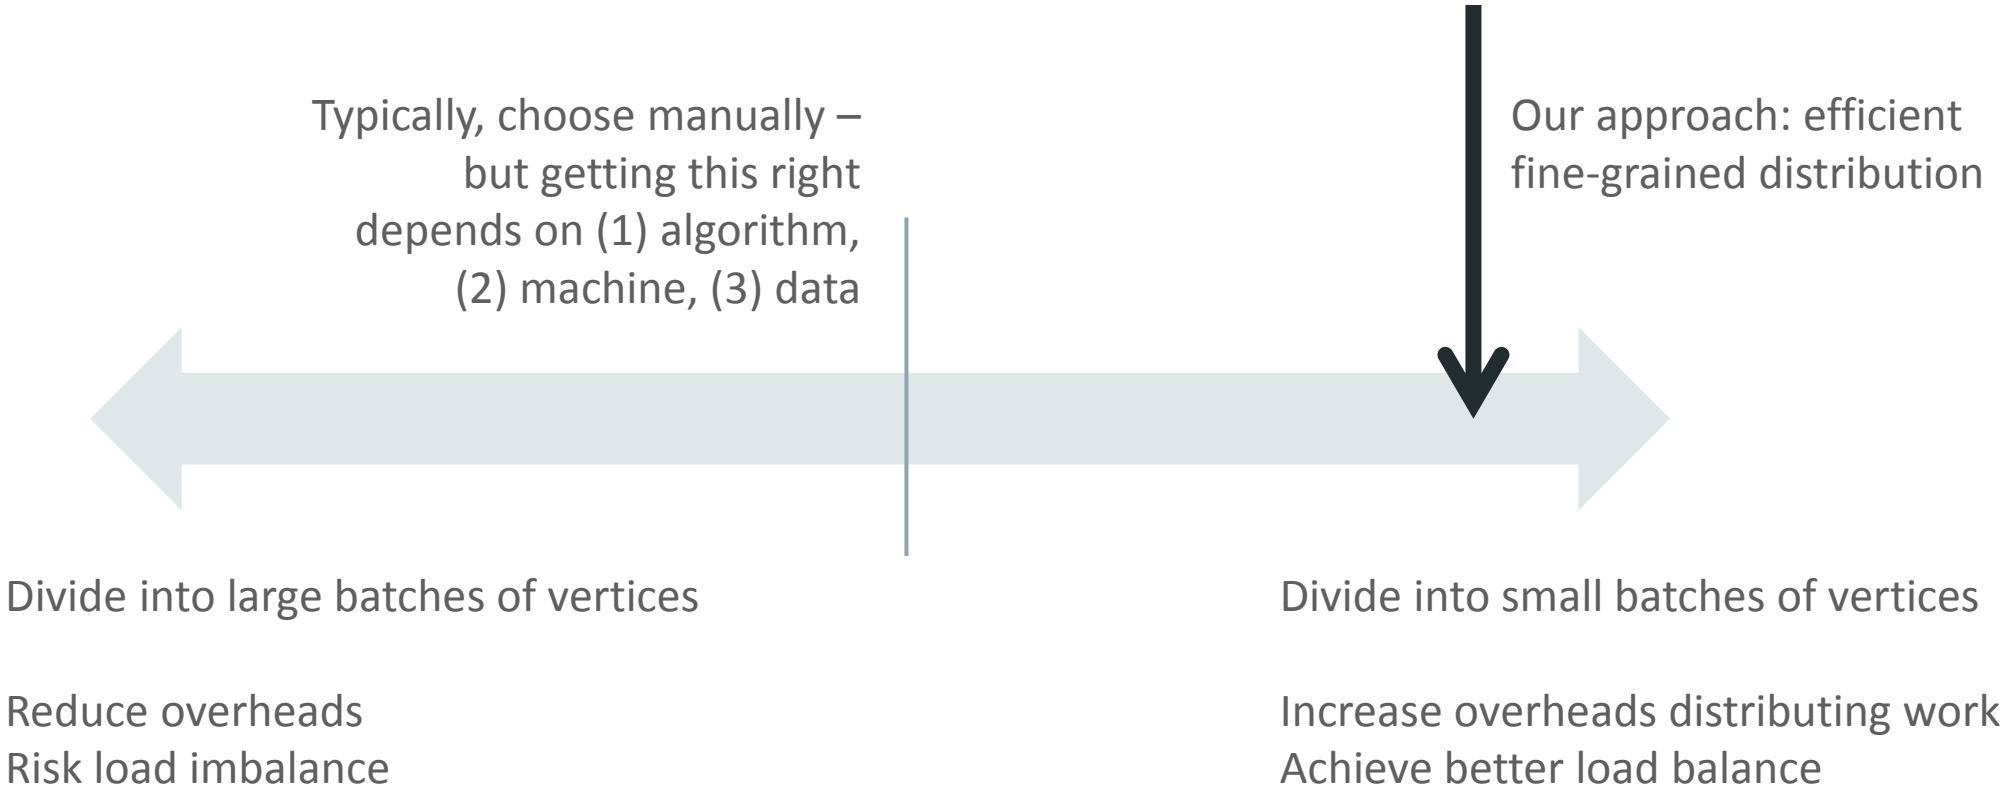 Typically, choose manually –
but getting this right
depends on (1) algorithm,
(2) machine, (3) data
Our approach: efficient
fine-grained distribution
Divide into large batches of vertices
Reduce overheads
Risk load imbalance
Divide into small batches of vertices
Increase overheads distributing work
Achieve better load balance